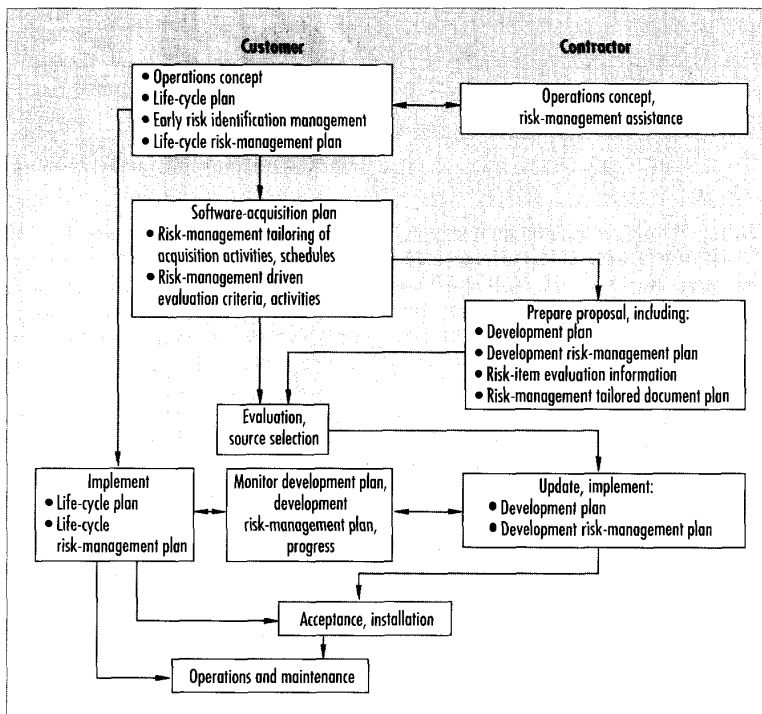 Customer
Contractor
• Operations concept
• Life-cycle plan
• Early risk identification management
• Life-cycle risk-management plan
Operations concept,
risk-management assistance
Software-acquisition plan
• Risk-management tailoring of
acquisition activities, schedules
• Risk-management driven
evaluation criteria, activities
Prepare proposal, including:
• Development plan
• Development risk-management plan
• Risk-item evaluation information
• Risk-management tailored document plan
Evaluation,
source selection
Implement
• Life-cycle plan
• Life-cycle
risk-management plan
Monitor development plan,
development
risk-management plan,
progress
Update, implement:
• Development plan
• Development risk-management plan
Acceptance, installation
Operations and maintenance